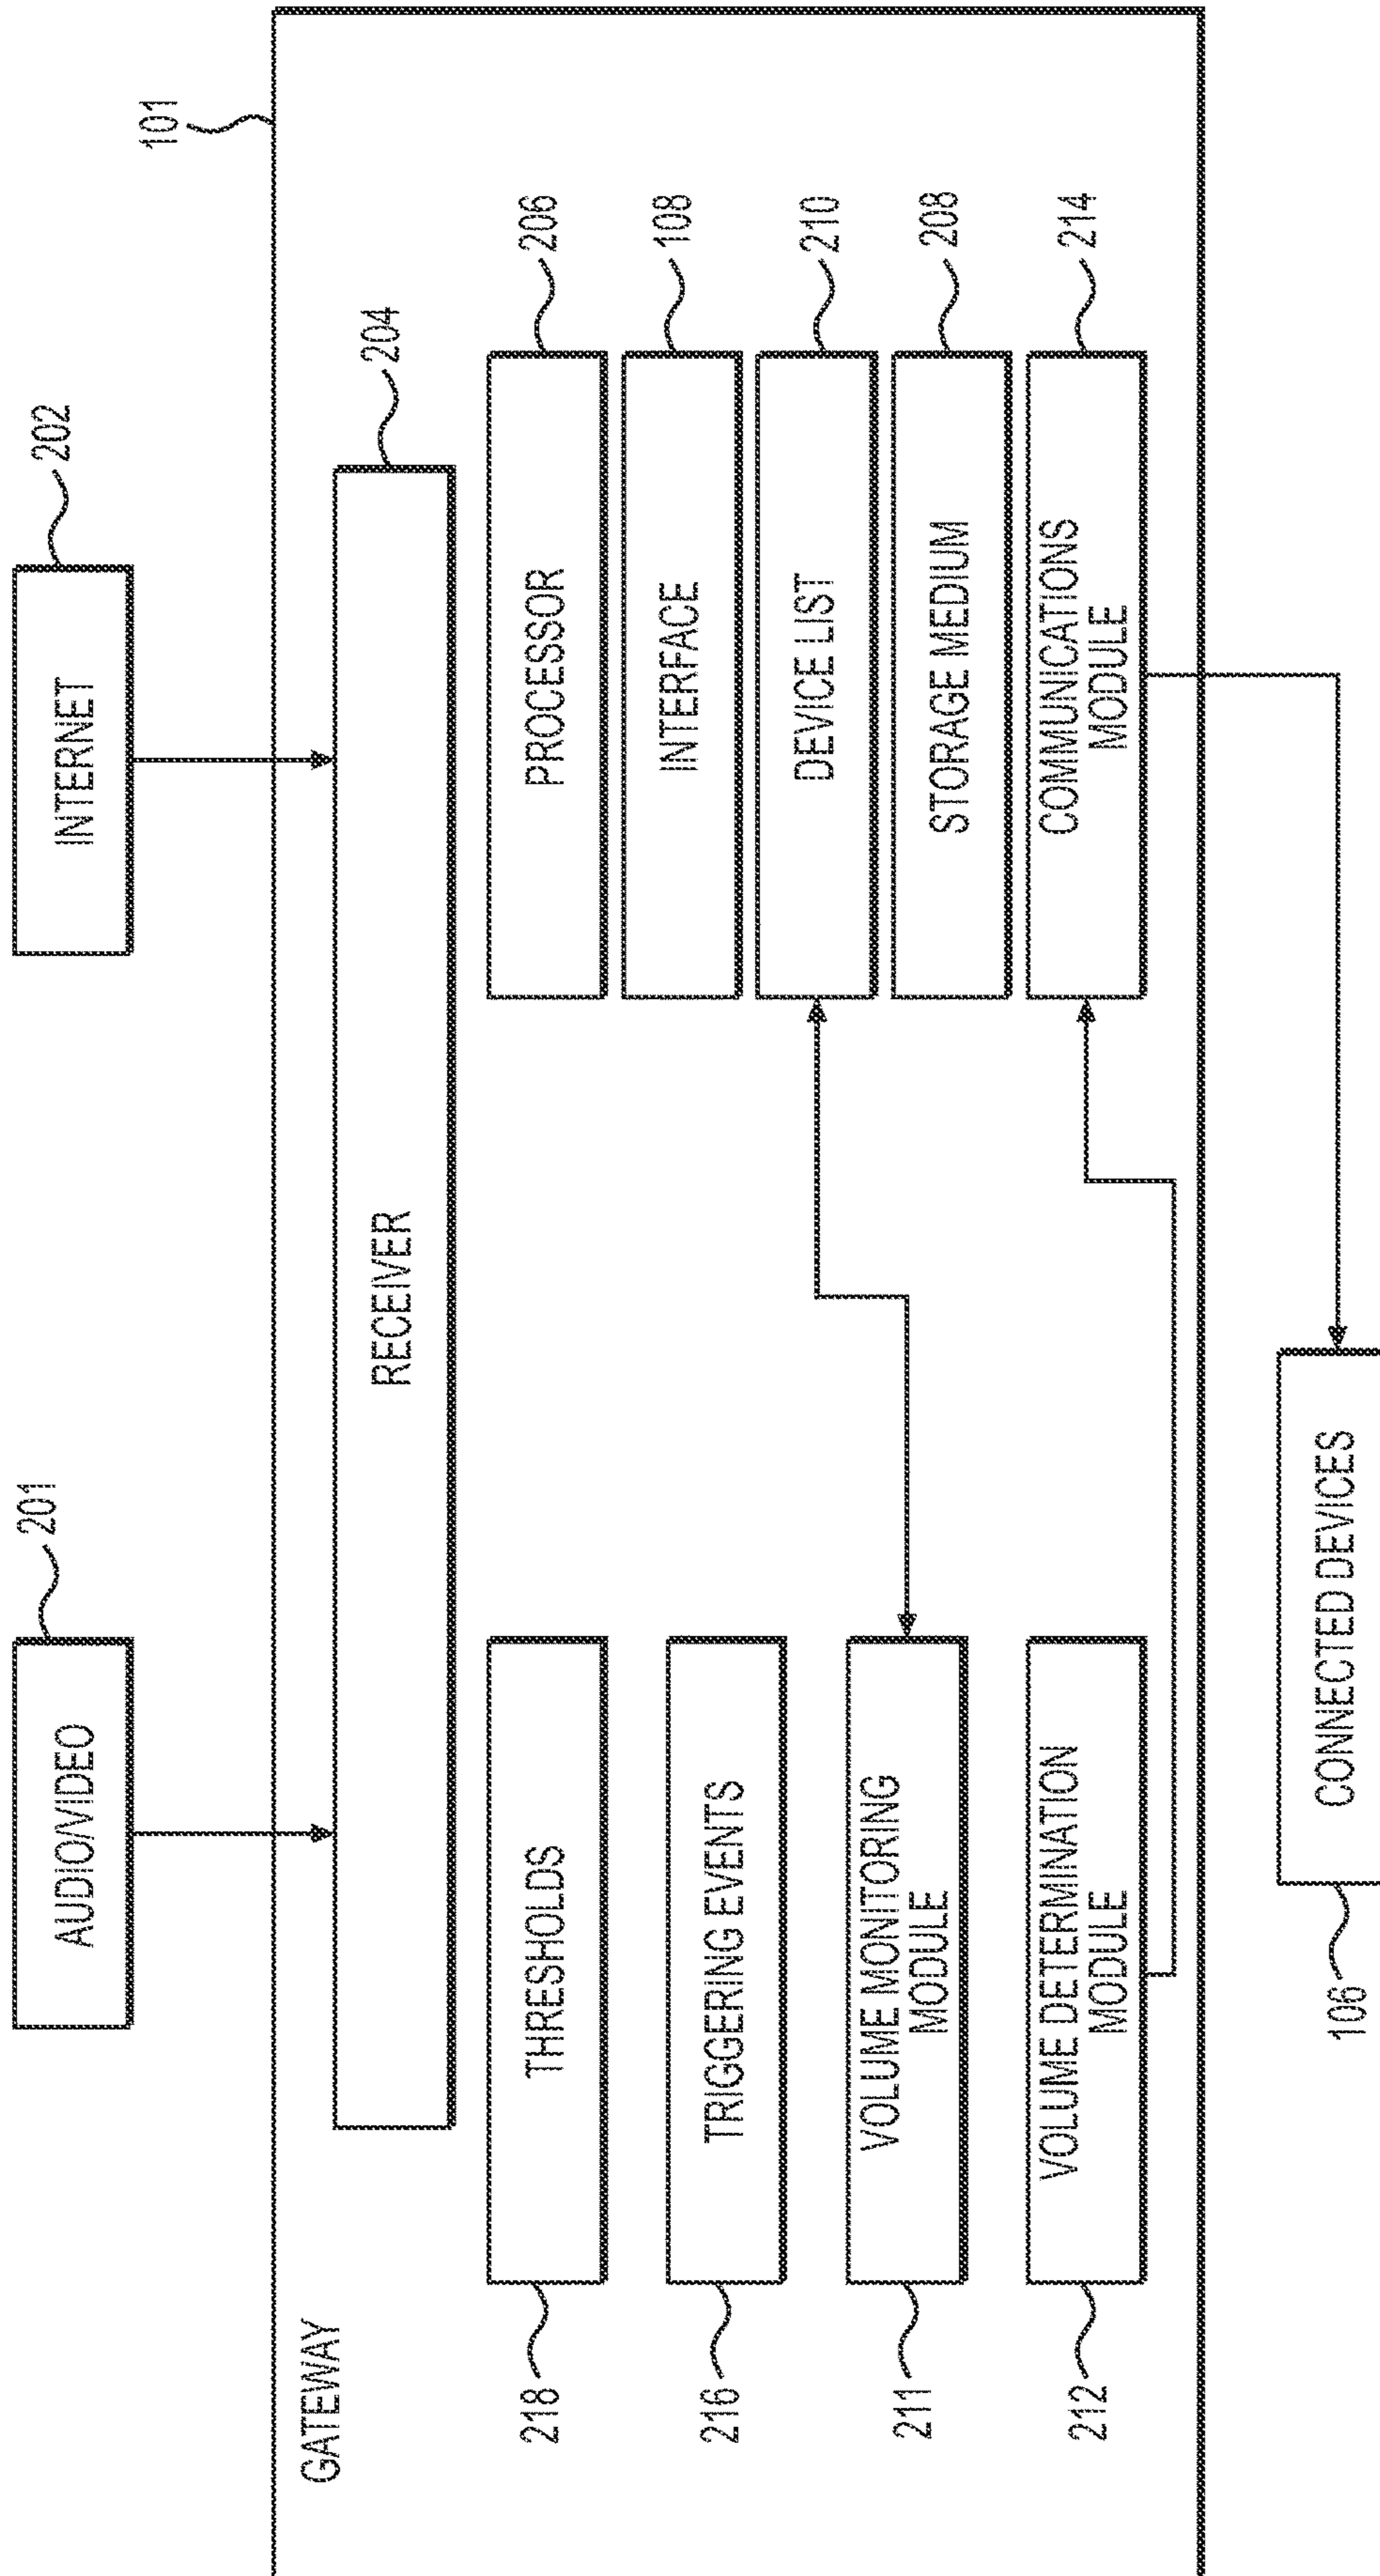 AUDIO/VIDEO
201
INTERNET
202
101
GATEWAY
RECEIVER
204
218
THRESHOLDS
PROCESSOR
206
INTERFACE
108
216
TRIGGERING EVENTS
DEVICE LIST
210
211
VOLUME MONITORING
MODULE
STORAGE MEDIUM
208
212
VOLUME DETERMINATION
MODULE
COMMUNICATIONS
MODULE
214
106
CONNECTED DEVICES